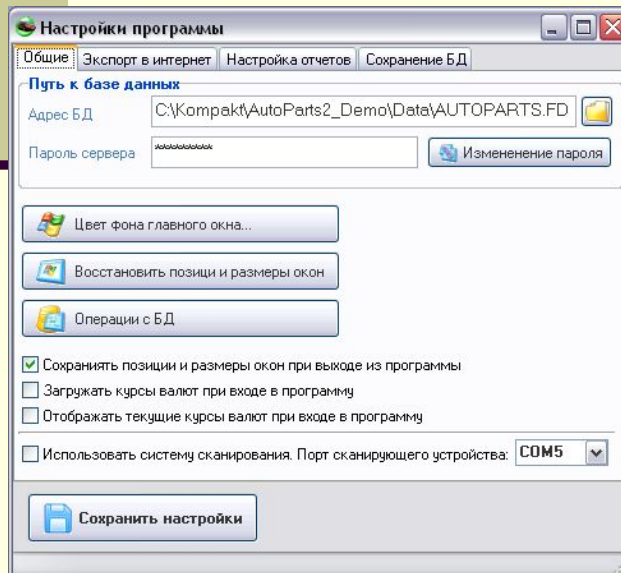 Настройки программы
Общие Экспорт в интернет Настройка отчетов Сохранение БД
Путь к базе данных
Адрес БД C:\Kompakt\AutoParts2_Demo\Data\AUTOPARTS.FD
Пароль сервера **********
Измененение пароля
Цвет фона главного окна...
Восстановить позици и размеры окон
Операции с БД
Сохраниять позиции и размеры окон при выходе из программы
Загружать курсы валют при входе в программу
Отображать текущие курсы валют при входе в программу
Использовать систему сканирования. Порт сканирующего устройства: COM5
Сохранить настройки